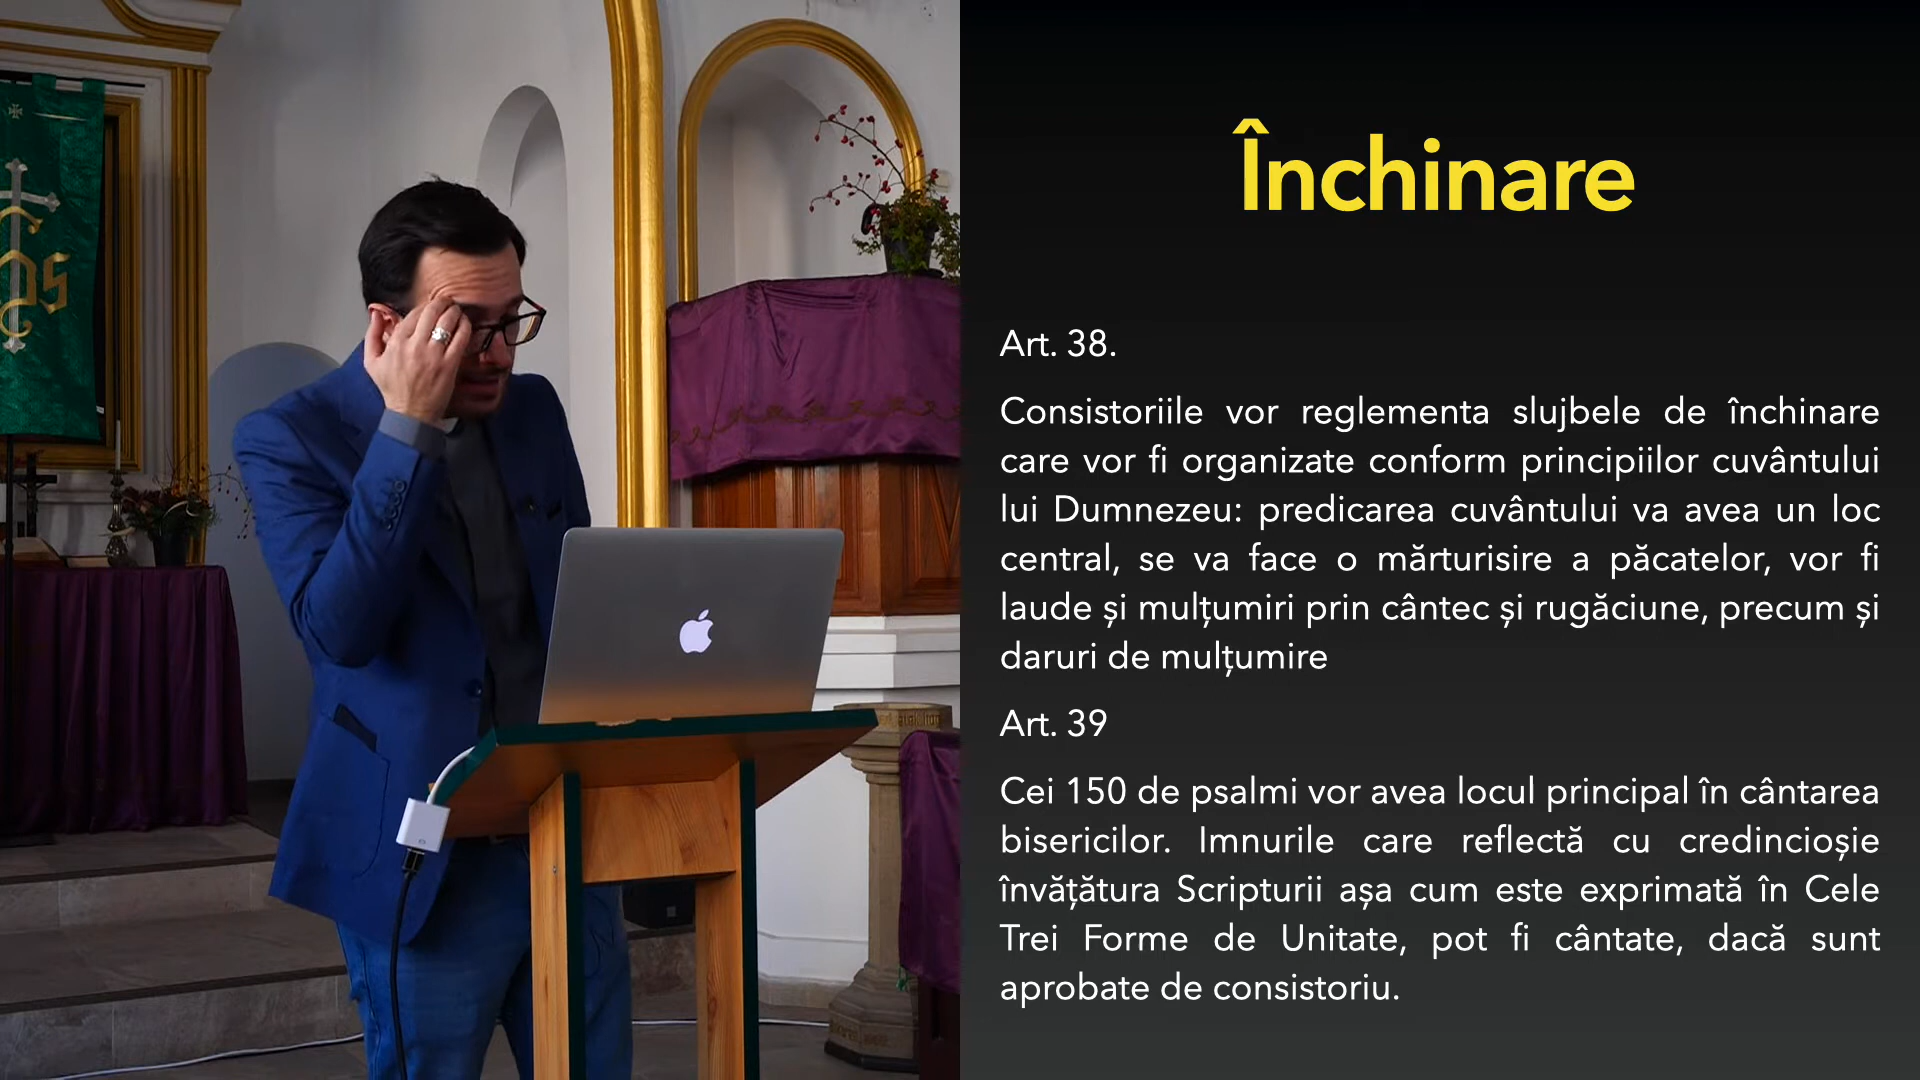 Închinare
Art. 38.
Consistoriile vor reglementa slujbele de închinare
care vor fi organizate conform principiilor cuvântului
lui Dumnezeu: predicarea cuvântului va avea un loc
central, se va face o mărturisire a păcatelor, vor fi
laude și mulțumiri prin cântec și rugăciune, precum și
daruri de mulțumire
Art. 39
Cei 150 de psalmi vor avea locul principal în cântarea
bisericilor. Imnurile care reflectă cu credincioșie
învățătura Scripturii așa cum este exprimată în Cele
Trei Forme de Unitate, pot fi cântate, dacă sunt
aprobate de consistoriu.